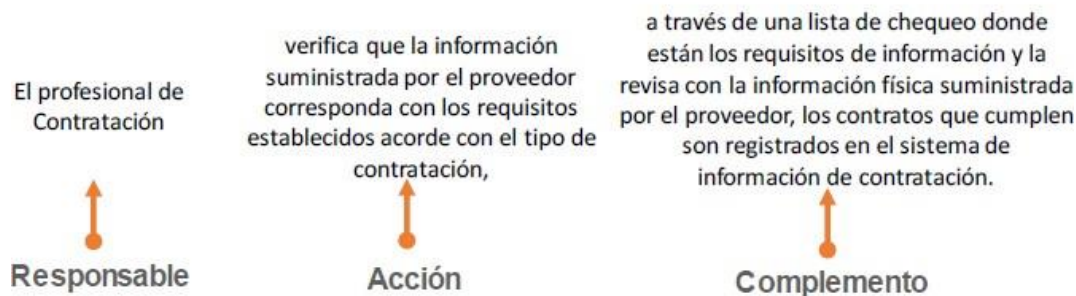 El profesional de
Contratación
verifica que la información
suministrada por el proveedor
corresponda con los requisitos
establecidos acorde con el tipo de
contratación,
a través de una lista de chequeo donde
están los requisitos de información y la
revisa con la información física suministrada
por el proveedor, los contratos que cumplen
son registrados en el sistema de
información de contratación.
Responsable
Acción
Complemento